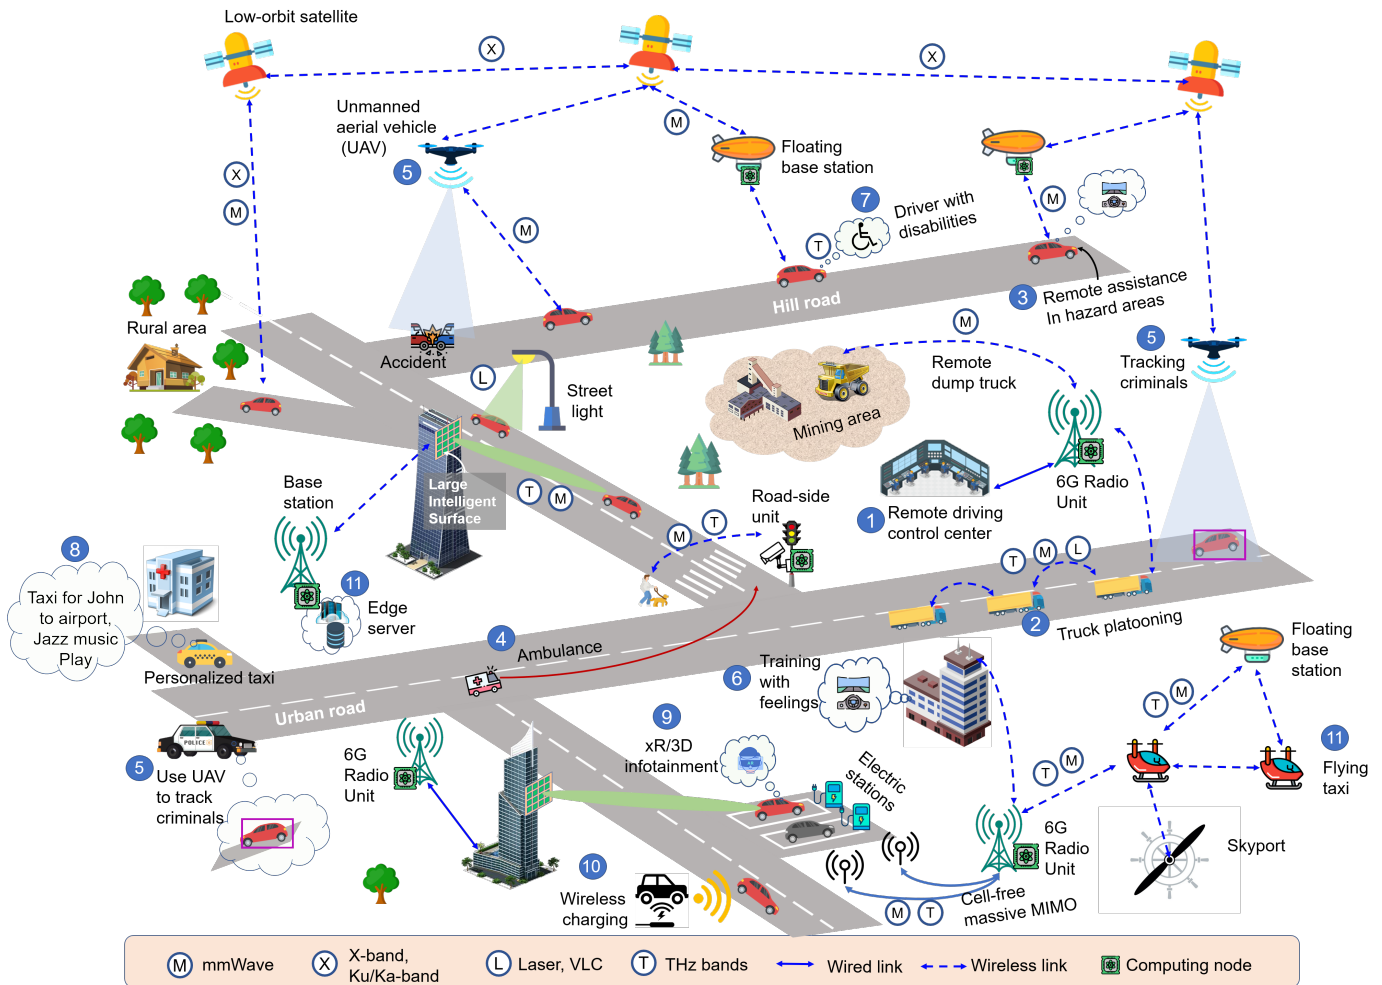 Low-orbit satellite
X
X
Unmanned
aerial vehicle
(UAV)
5
M
Floating
base station
X
M
M
7
Driver with
disabilities
T
M
3
Remote assistance
In hazard areas
Hill road
Rural area
Accident
L
Street
light
M
Remote
dump truck
Mining area
5
Tracking
criminals
Large
Intelligent
Surface
T
M
Base
station
M
T
Road-side
unit
6G Radio
Unit
1
Remote driving
control center
8
Taxi for John
to airport,
Jazz music
Play
Personalized taxi
11
Edge
server
T
M
L
2
Truck platooning
4
Ambulance
Urban road
6
Training
with
feelings
Floating
base
station
T
M
POLICE
5
Use UAV
to track
criminals
6G
Radio
Unit
9
xR/3D
infotainment
Electric
stations
T
M
11
Flying
taxi
6G
Radio
Unit
Skyport
10
Wireless
charging
M
T
Cell-free
massive MIMO
M
mmWave
X
X-band,
Ku/Ka-band
L
Laser, VLC
T
THz bands
Wired link
Wireless link
Computing node